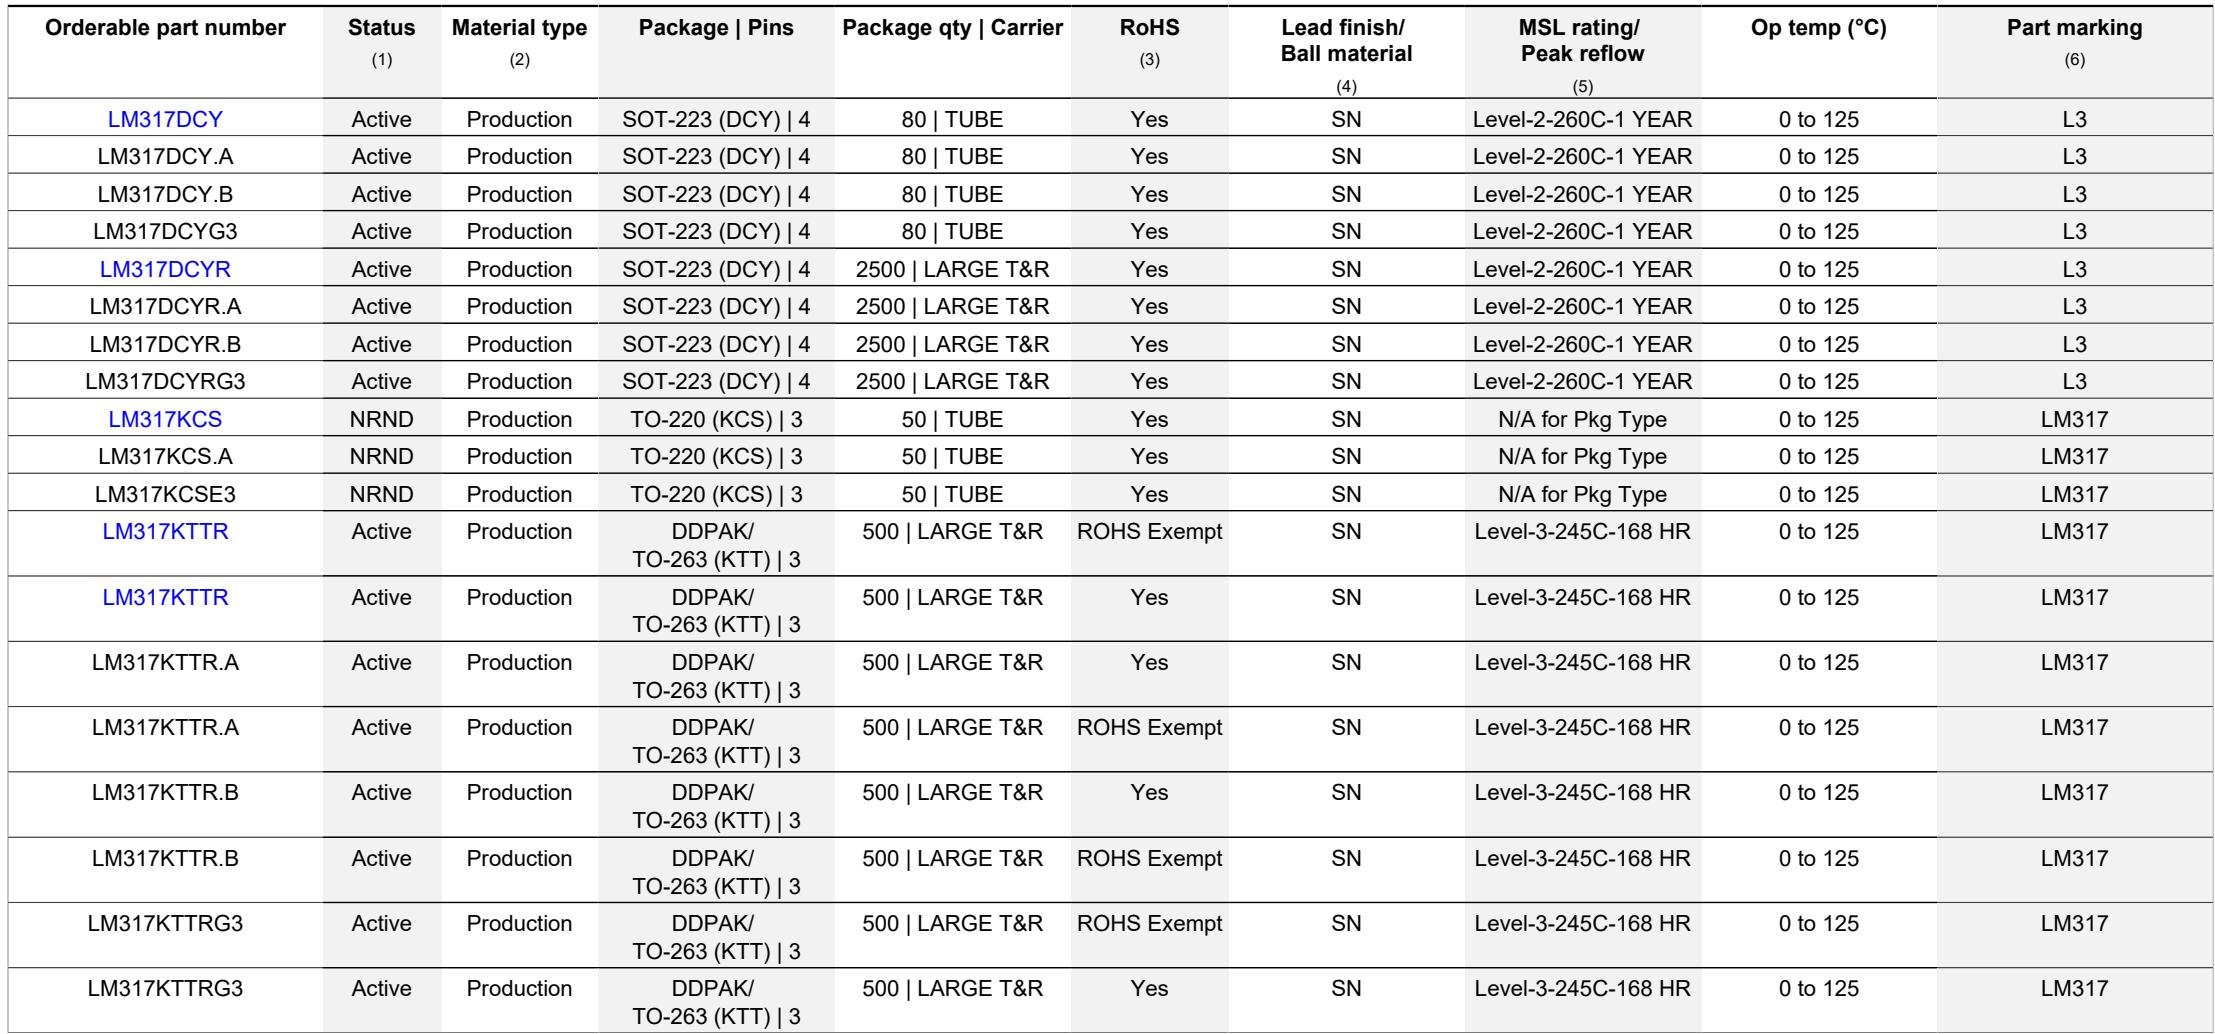 Orderable part number Status Material type Package | Pins Package qty | Carrier RoHS Lead finish/ MSL rating/ Op temp (°C) Part marking
(1) (2) (3) Ball material Peak reflow (6)
(4) (5)
LM317DCY Active Production SOT-223 (DCY) | 4 80 | TUBE Yes SN Level-2-260C-1 YEAR 0 to 125 L3
LM317DCY.A Active Production SOT-223 (DCY) | 4 80 | TUBE Yes SN Level-2-260C-1 YEAR 0 to 125 L3
LM317DCY.B Active Production SOT-223 (DCY) | 4 80 | TUBE Yes SN Level-2-260C-1 YEAR 0 to 125 L3
LM317DCYG3 Active Production SOT-223 (DCY) | 4 80 | TUBE Yes SN Level-2-260C-1 YEAR 0 to 125 L3
LM317DCYR Active Production SOT-223 (DCY) | 4 2500 | LARGE T&R Yes SN Level-2-260C-1 YEAR 0 to 125 L3
LM317DCYR.A Active Production SOT-223 (DCY) | 4 2500 | LARGE T&R Yes SN Level-2-260C-1 YEAR 0 to 125 L3
LM317DCYR.B Active Production SOT-223 (DCY) | 4 2500 | LARGE T&R Yes SN Level-2-260C-1 YEAR 0 to 125 L3
LM317DCYRG3 Active Production SOT-223 (DCY) | 4 2500 | LARGE T&R Yes SN Level-2-260C-1 YEAR 0 to 125 L3
LM317KCS NRND Production TO-220 (KCS) | 3 50 | TUBE Yes SN N/A for Pkg Type 0 to 125 LM317
LM317KCS.A NRND Production TO-220 (KCS) | 3 50 | TUBE Yes SN N/A for Pkg Type 0 to 125 LM317
LM317KCSE3 NRND Production TO-220 (KCS) | 3 50 | TUBE Yes SN N/A for Pkg Type 0 to 125 LM317
LM317KTTR Active Production DDPAK/ 500 | LARGE T&R ROHS Exempt SN Level-3-245C-168 HR 0 to 125 LM317
TO-263 (KTT) | 3
LM317KTTR Active Production DDPAK/ 500 | LARGE T&R Yes SN Level-3-245C-168 HR 0 to 125 LM317
TO-263 (KTT) | 3
LM317KTTR.A Active Production DDPAK/ 500 | LARGE T&R Yes SN Level-3-245C-168 HR 0 to 125 LM317
TO-263 (KTT) | 3
LM317KTTR.A Active Production DDPAK/ 500 | LARGE T&R ROHS Exempt SN Level-3-245C-168 HR 0 to 125 LM317
TO-263 (KTT) | 3
LM317KTTR.B Active Production DDPAK/ 500 | LARGE T&R Yes SN Level-3-245C-168 HR 0 to 125 LM317
TO-263 (KTT) | 3
LM317KTTR.B Active Production DDPAK/ 500 | LARGE T&R ROHS Exempt SN Level-3-245C-168 HR 0 to 125 LM317
TO-263 (KTT) | 3
LM317KTTRG3 Active Production DDPAK/ 500 | LARGE T&R ROHS Exempt SN Level-3-245C-168 HR 0 to 125 LM317
TO-263 (KTT) | 3
LM317KTTRG3 Active Production DDPAK/ 500 | LARGE T&R Yes SN Level-3-245C-168 HR 0 to 125 LM317
TO-263 (KTT) | 3